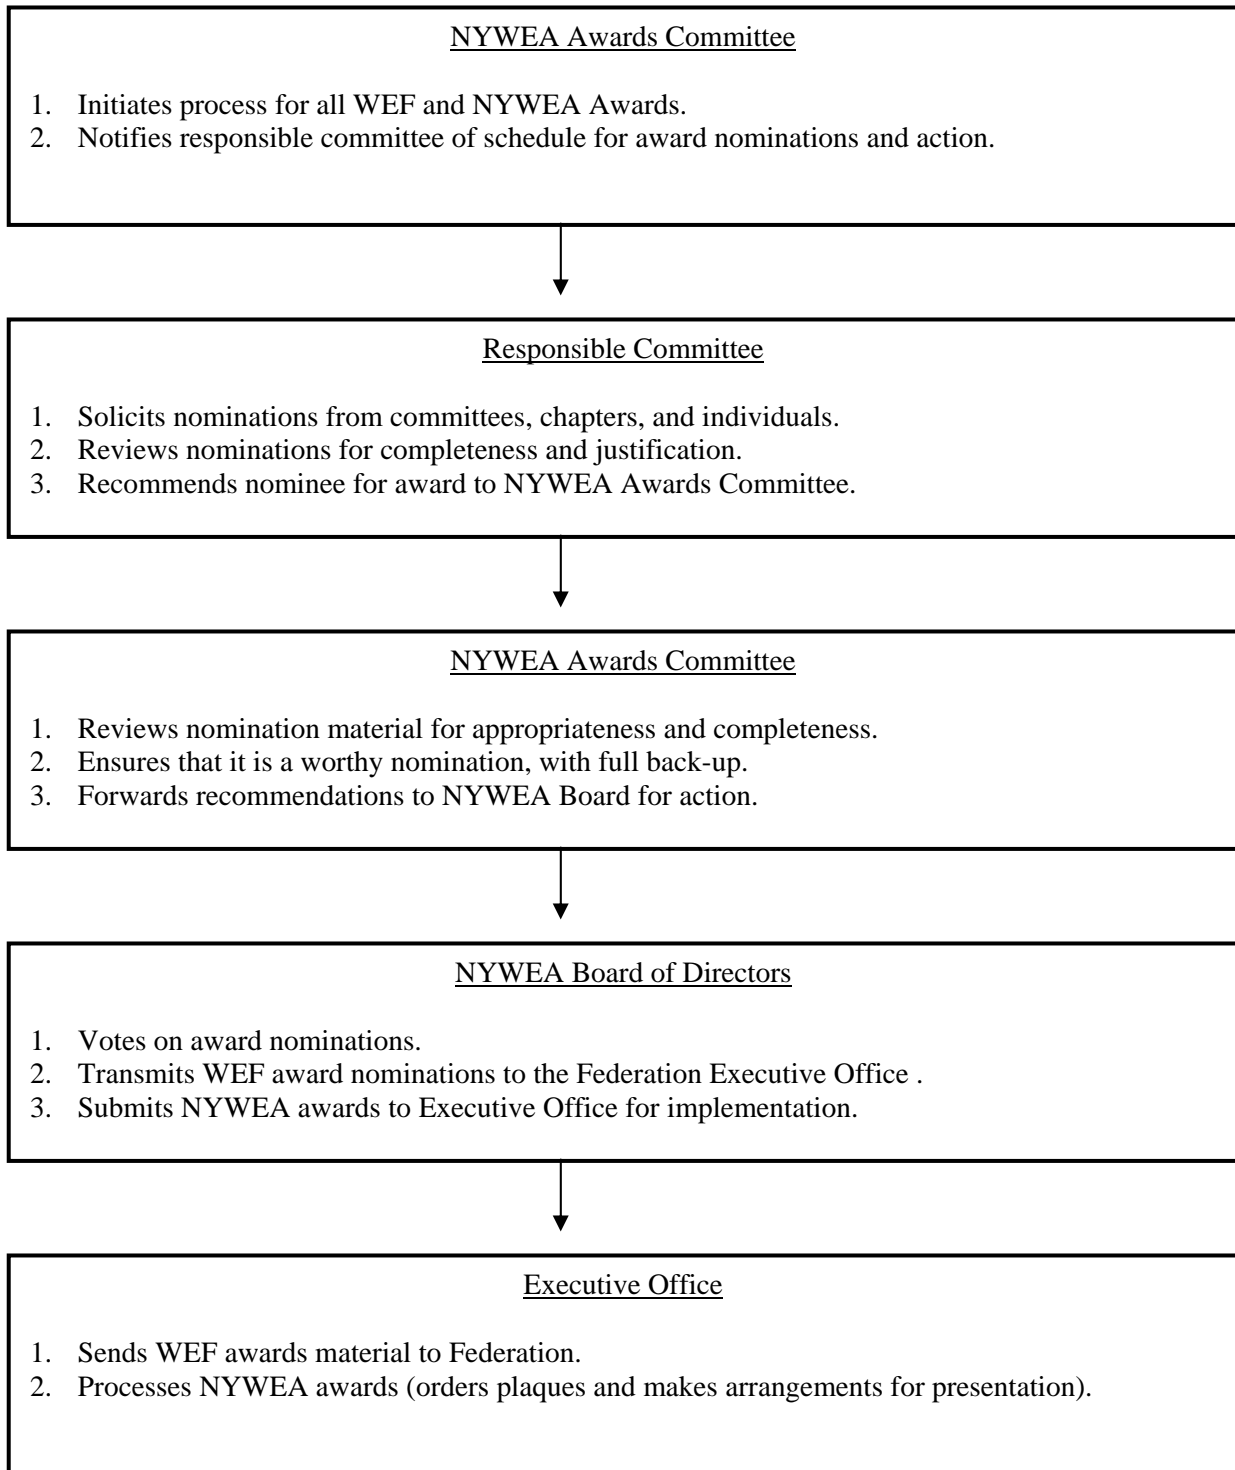 NYWEA Awards Committee
1. Initiates process for all WEF and NYWEA Awards.
2. Notifies responsible committee of schedule for award nominations and action.
Responsible Committee
1. Solicits nominations from committees, chapters, and individuals.
2. Reviews nominations for completeness and justification.
3. Recommends nominee for award to NYWEA Awards Committee.
NYWEA Awards Committee
1. Reviews nomination material for appropriateness and completeness.
2. Ensures that it is a worthy nomination, with full back-up.
3. Forwards recommendations to NYWEA Board for action.
NYWEA Board of Directors
1. Votes on award nominations.
2. Transmits WEF award nominations to the Federation Executive Office .
3. Submits NYWEA awards to Executive Office for implementation.
Executive Office
1. Sends WEF awards material to Federation.
2. Processes NYWEA awards (orders plaques and makes arrangements for presentation).